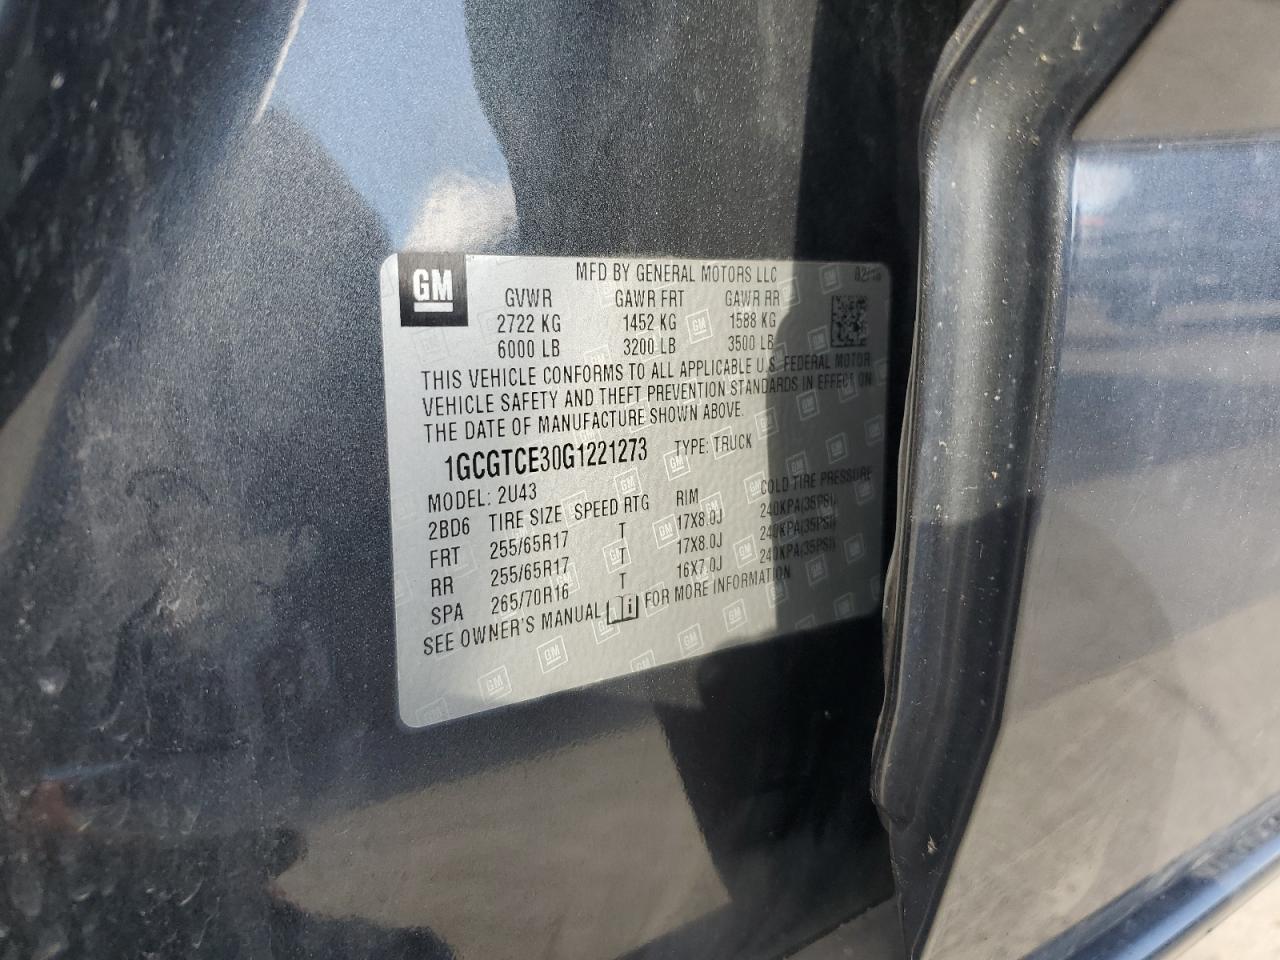 GM MFD BY GENERAL MOTORS LLC
GVWR GAWR FRT GAWR RR
2722 KG 1452 KG 1588 KG
6000 LB 3200 LB 3500 LB
THIS VEHICLE CONFORMS TO ALL APPLICABLE U.S. FEDERAL MOTOR
VEHICLE SAFETY AND THEFT PREVENTION STANDARDS IN EFFECT ON
THE DATE OF MANUFACTURE SHOWN ABOVE.
1GCGTCE30G1221273 TYPE: TRUCK
MODEL: 2U43
2BD6 TIRE SIZE SPEED RTG RIM COLD TIRE PRESSURE
FRT 255/65R17 T 17X8.0J 240KPA(35PSI)
RR 255/65R17 T 17X8.0J 240KPA(35PSI)
SPA 265/70R16 T 16X7.0J 240KPA(35PSI)
SEE OWNER'S MANUAL i FOR MORE INFORMATION